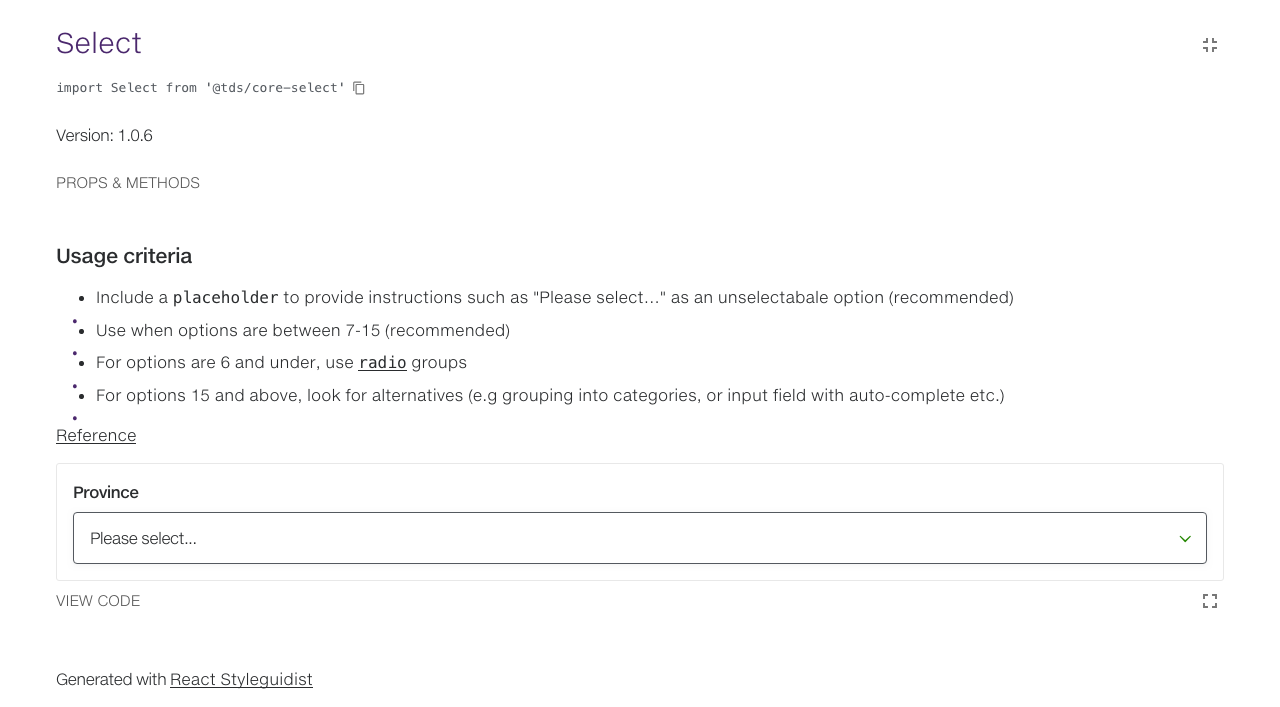 Select
import Select from '@tds/core-select'
Version: 1.0.6
PROPS & METHODS
Usage criteria
Include a placeholder to provide instructions such as "Please select..." as an unselectabale option (recommended)
Use when options are between 7-15 (recommended)
For options are 6 and under, use radio groups
For options 15 and above, look for alternatives (e.g grouping into categories, or input field with auto-complete etc.)
Reference
Province
Please select...
VIEW CODE
Generated with React Styleguidist